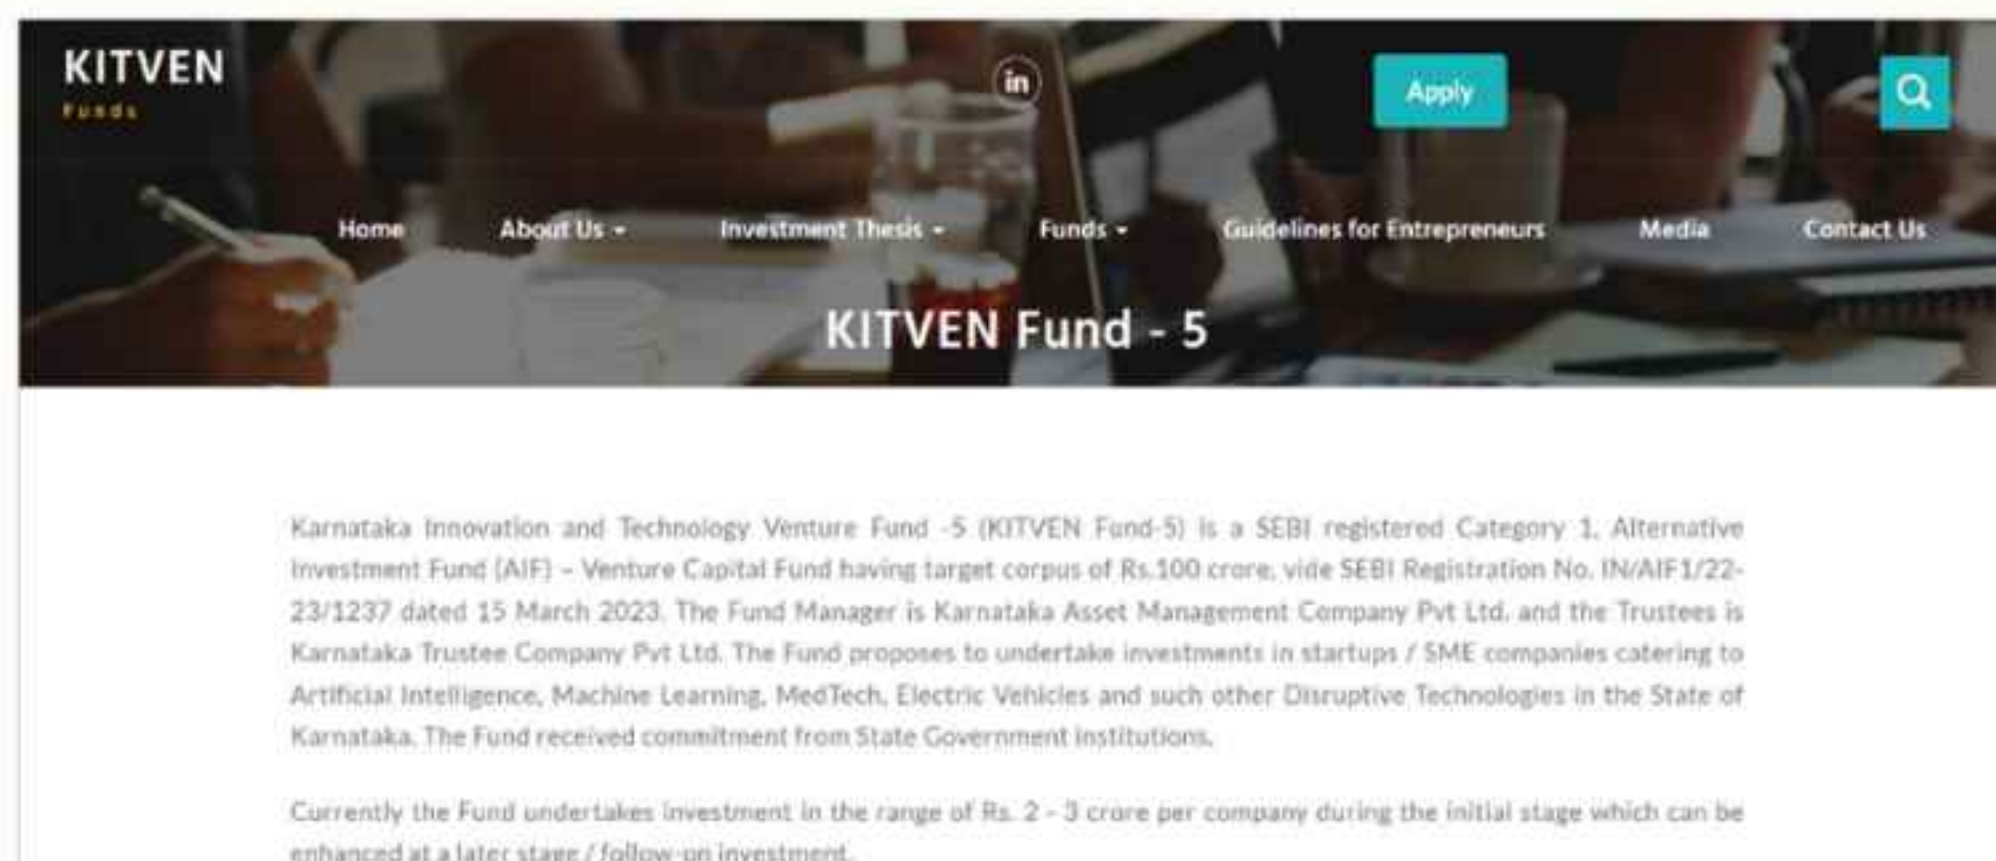 KITVEN
Funds
in
Apply
Home
About Us
Investment Thesis
Funds
Guidelines for Entrepreneurs
Media
Contact Us
KITVEN Fund - 5
Karnataka Innovation and Technology Venture Fund -5 (KITVEN Fund-5) is a SEBI registered Category 1, Alternative
Investment Fund (AIF) – Venture Capital Fund having target corpus of Rs.100 crore, vide SEBI Registration No. IN/AIF1/22-
23/1237 dated 15 March 2023. The Fund Manager is Karnataka Asset Management Company Pvt Ltd. and the Trustees is
Karnataka Trustee Company Pvt Ltd. The Fund proposes to undertake investments in startups / SME companies catering to
Artificial Intelligence, Machine Learning, MedTech, Electric Vehicles and such other Disruptive Technologies in the State of
Karnataka. The Fund received commitment from State Government Institutions.
Currently the Fund undertakes investment in the range of Rs. 2 - 3 crore per company during the initial stage which can be
enhanced at a later stage / follow-on investment.